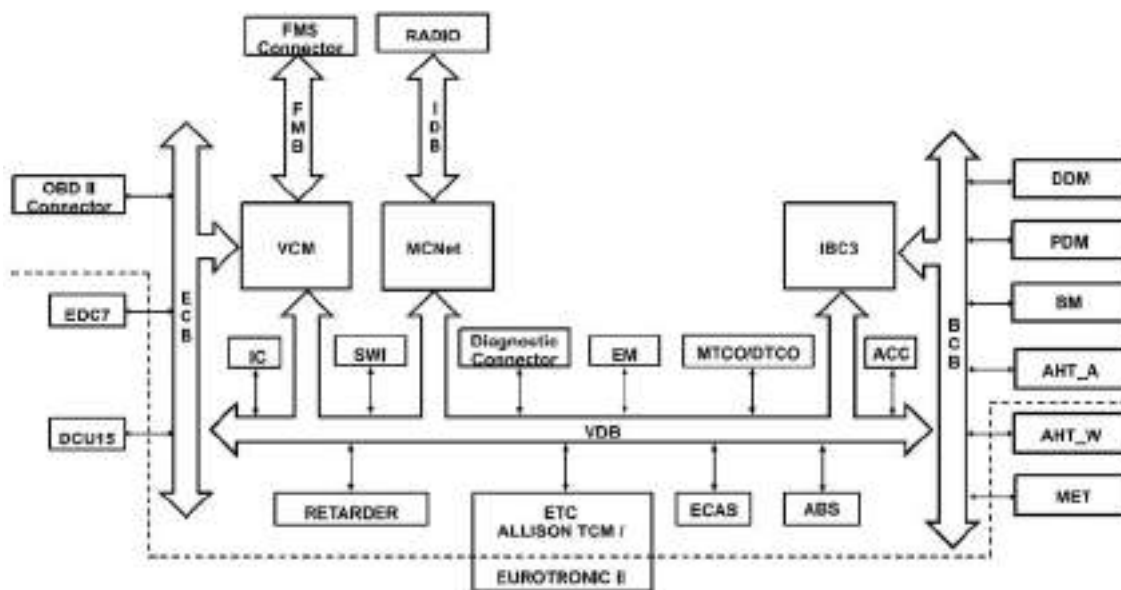 FMS
Connector
RADIO
F
M
B
I
D
B
OBD II
Connector
VCM
MCNet
IBC3
DDM
PDM
EDC7
E
C
B
SM
B
C
B
IC
SWI
Diagnostic
Connector
EM
MTCO/DTCO
ACC
AHT_A
DCU15
VDB
AHT_W
RETARDER
ETC
ALLISON TCM /
EUROTRONIC II
ECAS
ABS
MET